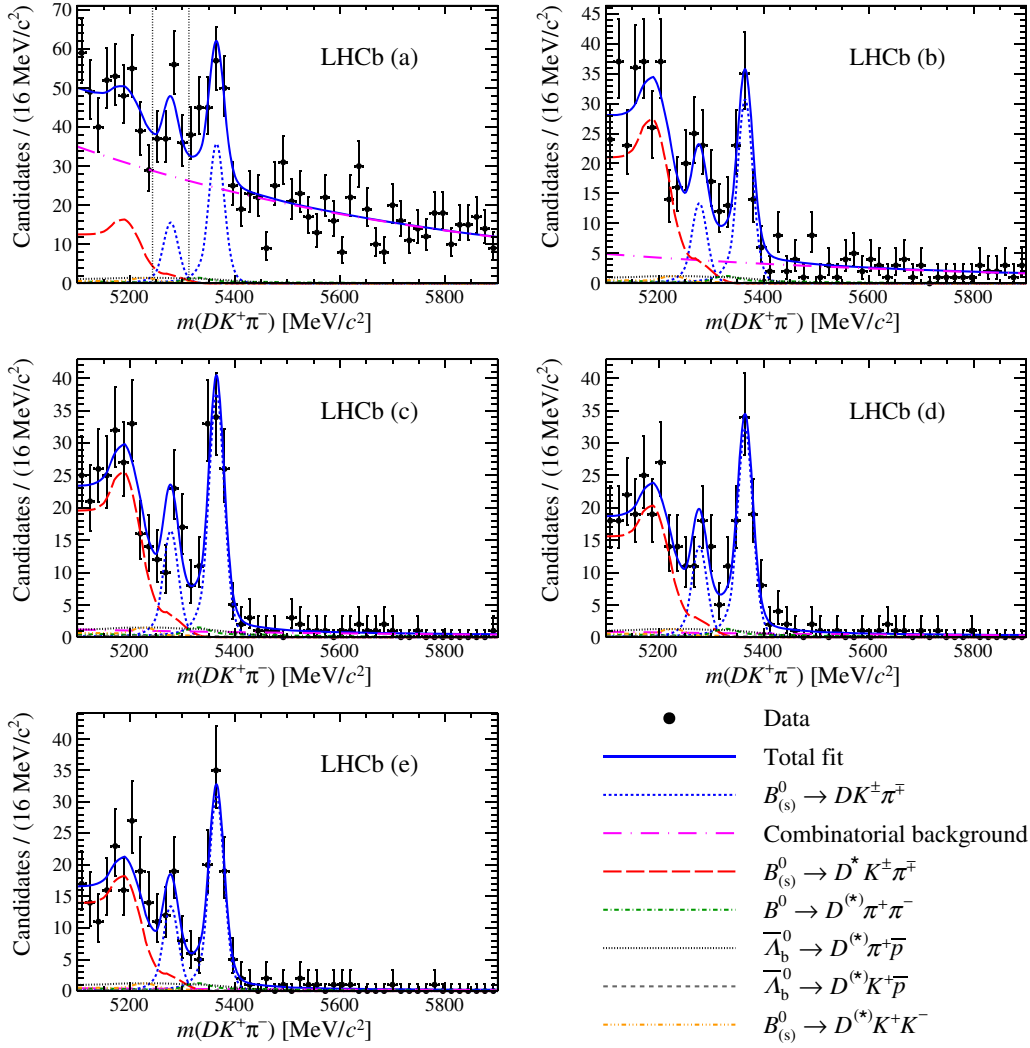 Candidates / (16 MeV/c²)
70
60
50
40
30
20
10
0
LHCb (a)
5200 5400 5600 5800
m(DK⁺π⁻) [MeV/c²]
Candidates / (16 MeV/c²)
45
40
35
30
25
20
15
10
5
0
LHCb (b)
5200 5400 5600 5800
m(DK⁺π⁻) [MeV/c²]
Candidates / (16 MeV/c²)
40
35
30
25
20
15
10
5
0
LHCb (c)
5200 5400 5600 5800
m(DK⁺π⁻) [MeV/c²]
Candidates / (16 MeV/c²)
40
35
30
25
20
15
10
5
0
LHCb (d)
5200 5400 5600 5800
m(DK⁺π⁻) [MeV/c²]
Candidates / (16 MeV/c²)
40
35
30
25
20
15
10
5
0
LHCb (e)
5200 5400 5600 5800
m(DK⁺π⁻) [MeV/c²]
Data
Total fit
B⁰₍ₛ₎ → DK^±π^∓
Combinatorial background
B⁰₍ₛ₎ → D^★ K^±π^∓
B⁰ → D^(★)π⁺π⁻
Λ̅_b⁰ → D^(★)π⁺p̅
Λ̅_b⁰ → D^(★)K⁺p̅
B⁰₍ₛ₎ → D^(★)K⁺K⁻